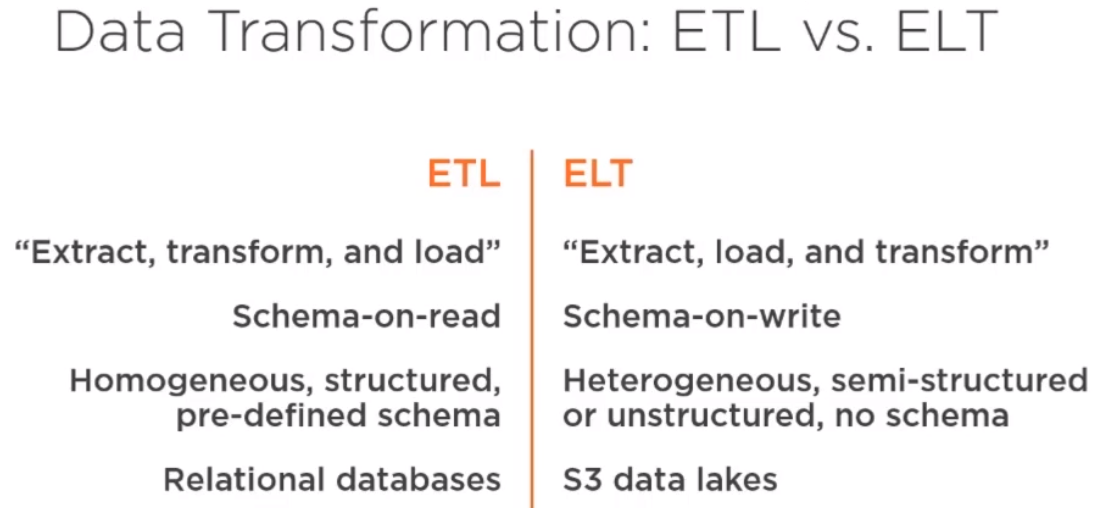 Data Transformation: ETL vs. ELT
ETL
“Extract, transform, and load”
Schema-on-read
Homogeneous, structured,
pre-defined schema
Relational databases
ELT
“Extract, load, and transform”
Schema-on-write
Heterogeneous, semi-structured
or unstructured, no schema
S3 data lakes